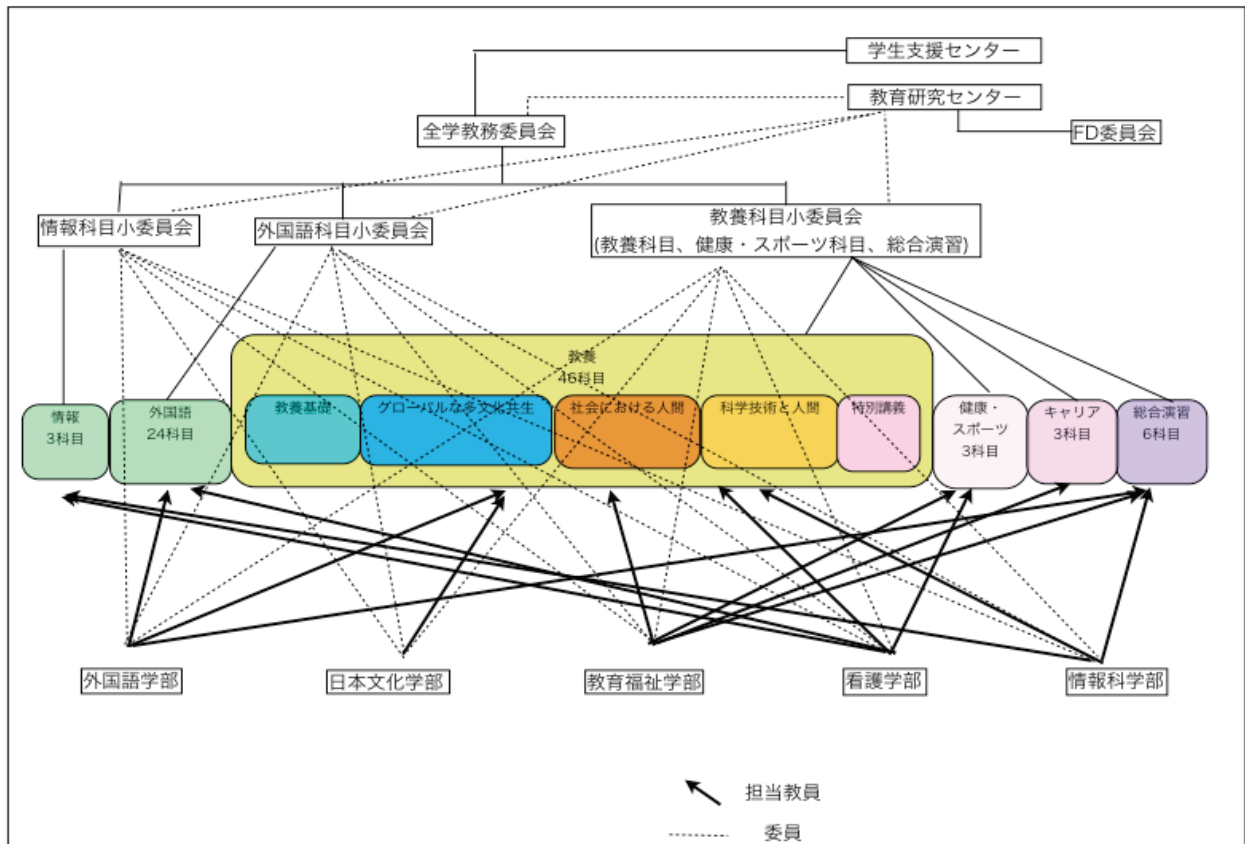 学生支援センター
教育研究センター
全学教務委員会
FD委員会
情報科目小委員会
外国語科目小委員会
教養科目小委員会
(教養科目、健康・スポーツ科目、総合演習)
教養
46科目
情報
3科目
外国語
24科目
教養基礎
グローバルな多文化共生
社会における人間
科学技術と人間
特別講義
健康・
スポーツ
3科目
キャリア
3科目
総合演習
6科目
外国語学部
日本文化学部
教育福祉学部
看護学部
情報科学部
担当教員
委員